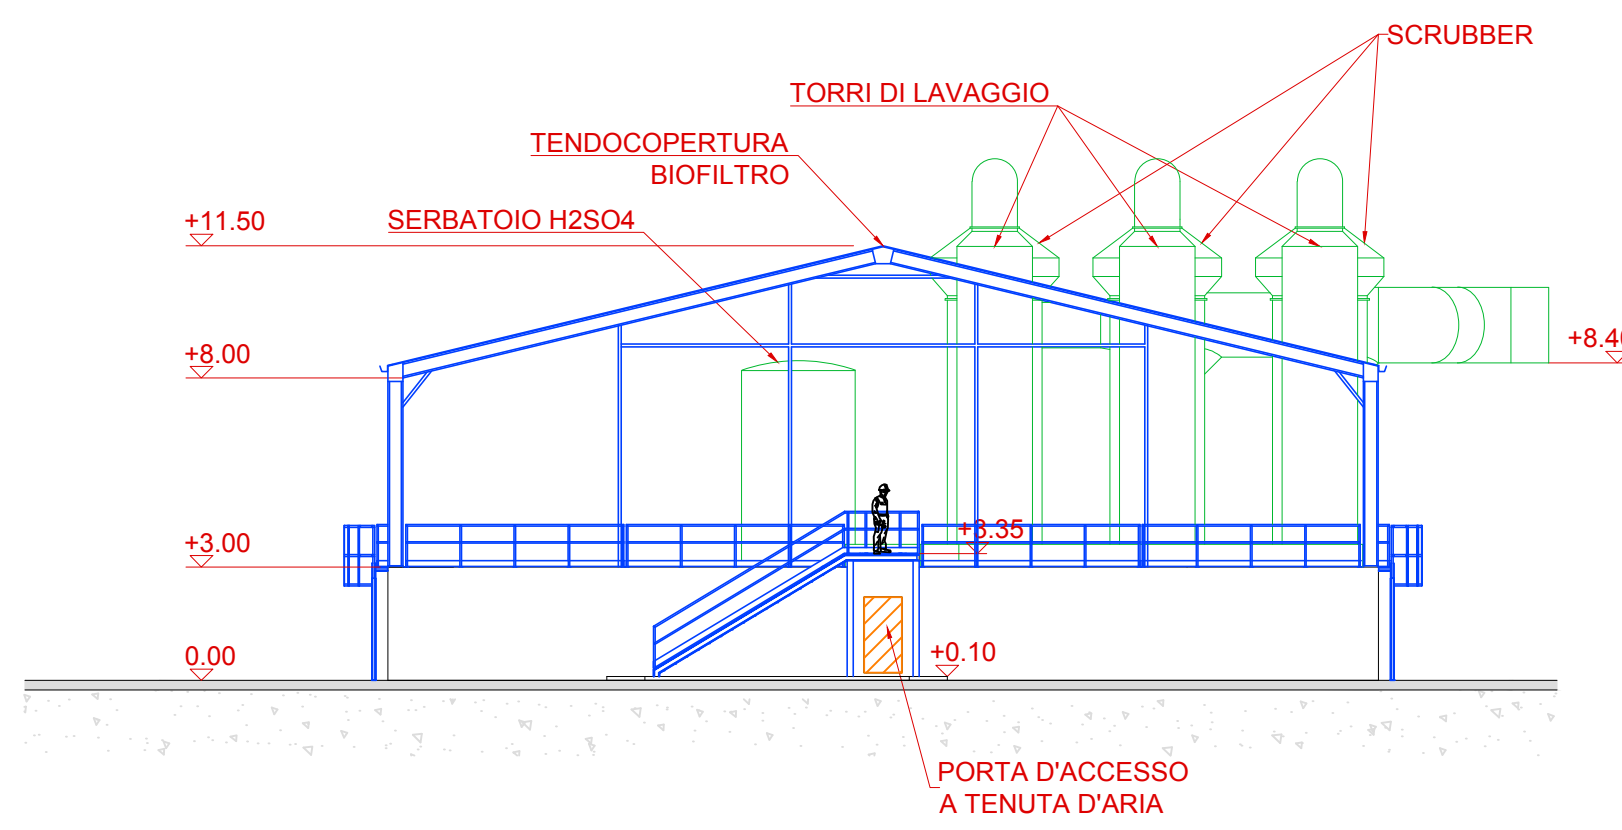 SCRUBBER
TORRI DI LAVAGGIO
TENDOCOPERTURA
BIOFILTRO
+11.50
SERBATOIO H2SO4
+8.00
+3.00
+3.35
0.00
+0.10
PORTA D'ACCESSO
A TENUTA D'ARIA